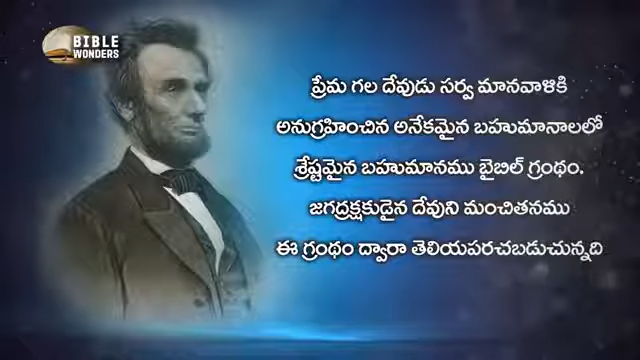 BIBLE
WONDERS
ప్రేమ గల దేవుడు సర్వ మానవాళికి
అనుగ్రహించిన అనేకమైన బహుమానాలలో
శ్రేష్టమైన బహుమానము బైబిల్ గ్రంథం.
జగద్రక్షకుడైన దేవుని మంచితనము
ఈ గ్రంథం ద్వారా తెలియపరచబడుచున్నది